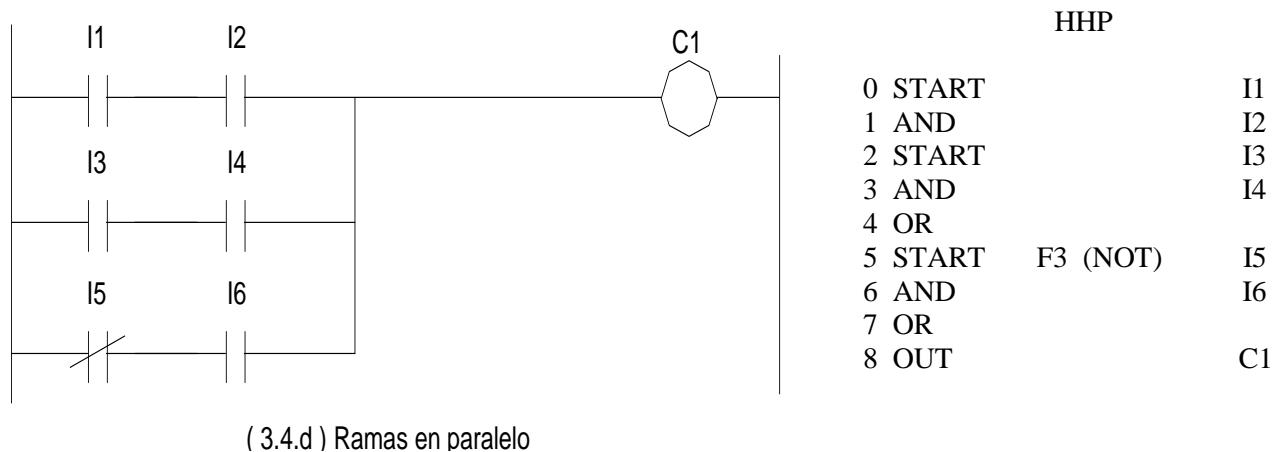 I1 I2 C1
I3 I4
I5 I6
( 3.4.d ) Ramas en paralelo
HHP
0 START I1
1 AND I2
2 START I3
3 AND I4
4 OR
5 START F3 (NOT) I5
6 AND I6
7 OR
8 OUT C1